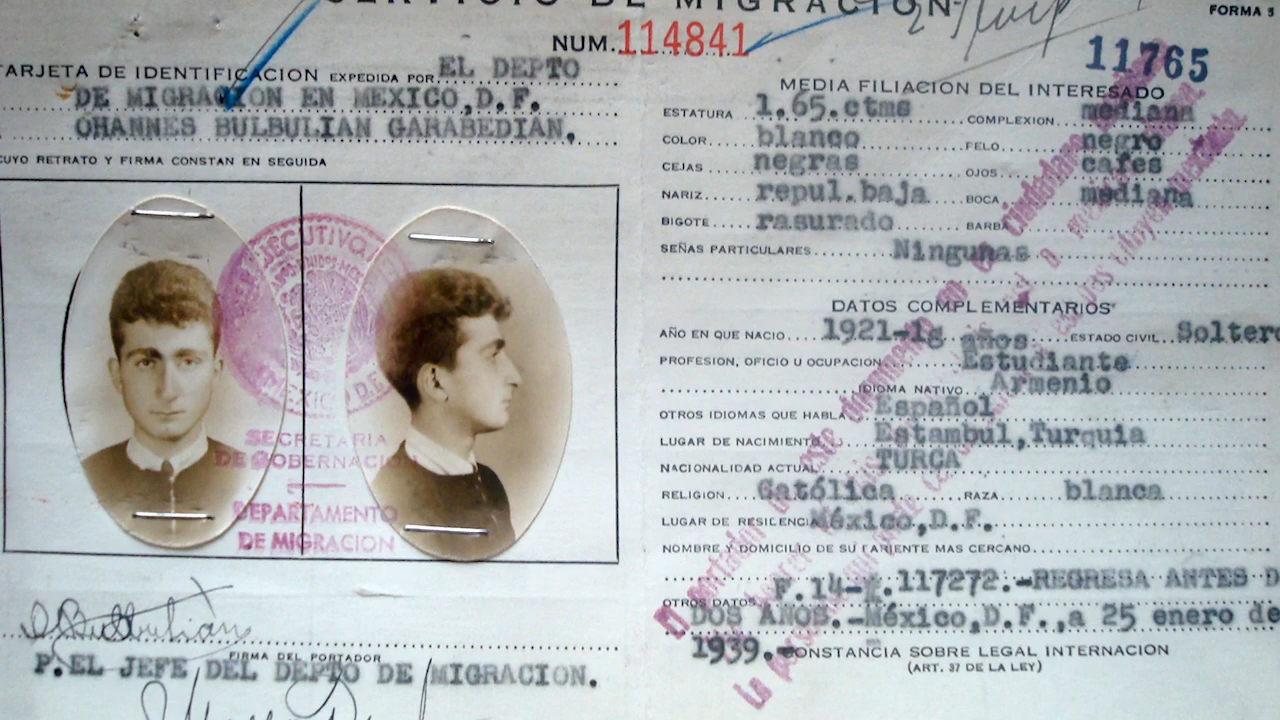 SERVICIO DE MIGRACION
FORMA 5
NUM. 114841
11765
TARJETA DE IDENTIFICACION EXPEDIDA POR EL DEPTO
DE MIGRACION EN MEXICO,D.F.
OHANNES BULBULIAN GARABEDIAN.
CUYO RETRATO Y FIRMA CONSTAN EN SEGUIDA
EJECUTIVO
SECRETARIA
DE GOBERNACION
DEPARTAMENTO
DE MIGRACION
O. Bulbulian
FIRMA DEL PORTADOR
P. EL JEFE DEL DEPTO DE MIGRACION.
MEDIA FILIACION DEL INTERESADO
ESTATURA 1.65.ctms COMPLEXION mediana
COLOR blanco PELO negro
CEJAS negras OJOS cafes
NARIZ repul.baja BOCA mediana
BIGOTE rasurado BARBA
SEÑAS PARTICULARES Ningunas
DATOS COMPLEMENTARIOS
AÑO EN QUE NACIO 1921-18 años ESTADO CIVIL Soltero
PROFESION, OFICIO U OCUPACION Estudiante
IDIOMA NATIVO Armenio
OTROS IDIOMAS QUE HABLA Español
LUGAR DE NACIMIENTO Estambul,Turquia
NACIONALIDAD ACTUAL TURCA
RELIGION Católica RAZA blanca
LUGAR DE RESIDENCIA México,D.F.
NOMBRE Y DOMICILIO DE SU PARIENTE MAS CERCANO
OTROS DATOS F.14-E.117272.-REGRESA ANTES D
DOS AÑOS.-México,D.F.,a 25 enero de
1939.-CONSTANCIA SOBRE LEGAL INTERNACION
(ART. 37 DE LA LEY)